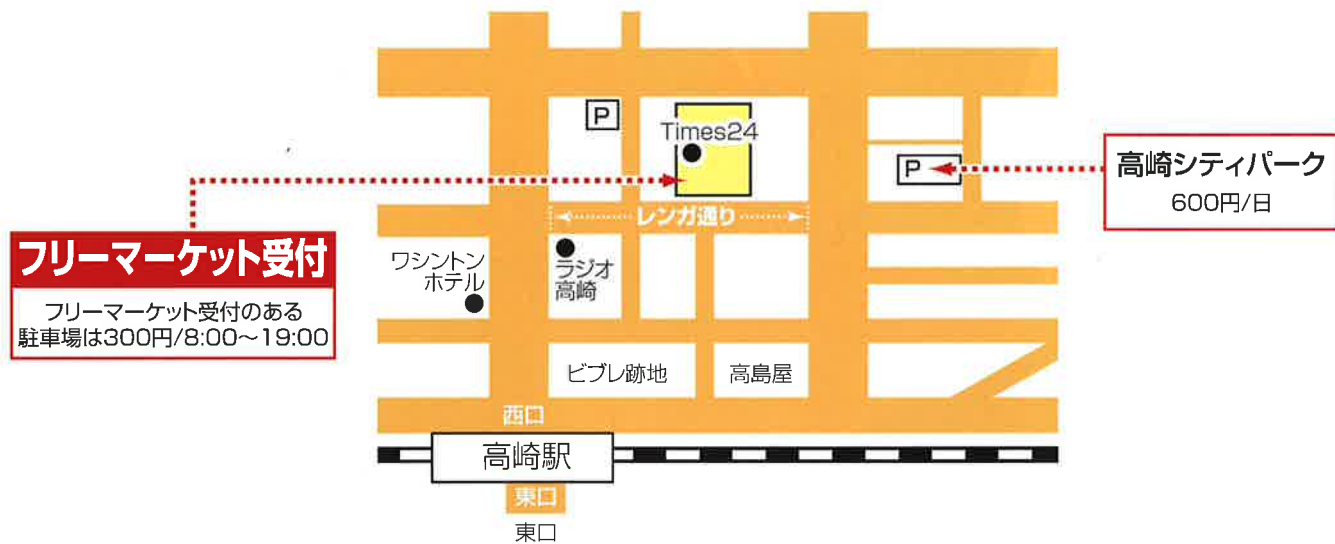 P
Times24
P
高崎シティパーク
600円/日
レンガ通り
フリーマーケット受付
フリーマーケット受付のある
駐車場は300円/8:00〜19:00
ワシントン
ホテル
ラジオ
高崎
ビブレ跡地
高島屋
西口
高崎駅
東口
東口